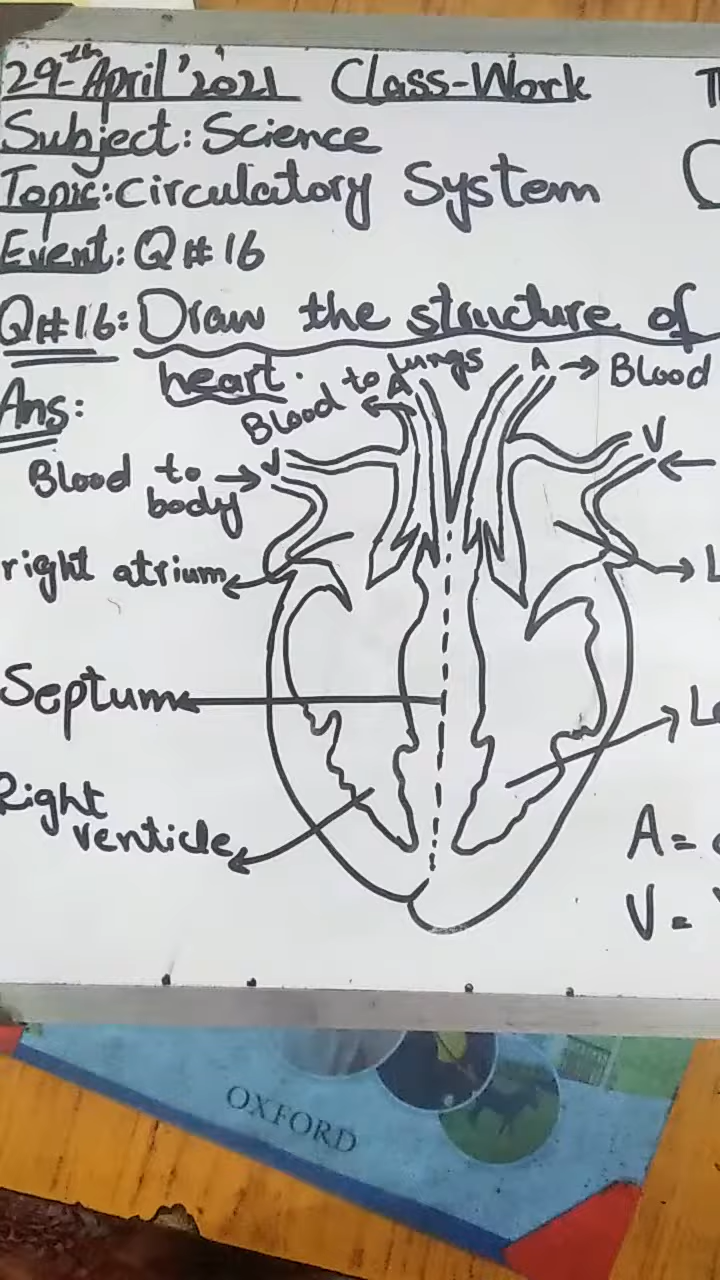 29th April'2021 Class-Work
Subject: Science
Topic: Circulatory System
Event: Q#16
Q#16: Draw the structure of
heart.
Ans:
Blood to lungs
A
A → Blood
Blood to body → V
V ←
right atrium
L
Septum
Le
Right
venticle
A =
V =
OXFORD